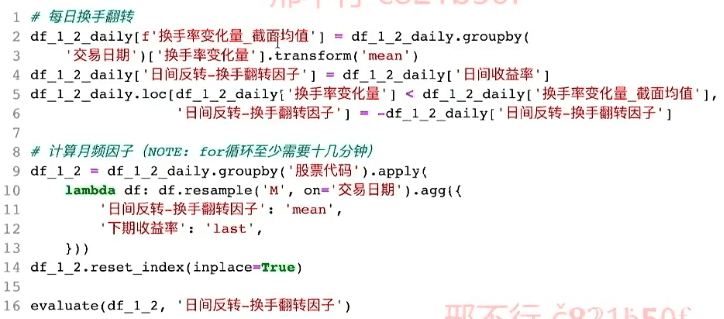 邢不行 c821b50f
1 # 每日换手翻转
2 df_1_2_daily[f'换手率变化量_截面均值'] = df_1_2_daily.groupby(
3     '交易日期')['换手率变化量'].transform('mean')
4 df_1_2_daily['日间反转-换手翻转因子'] = df_1_2_daily['日间收益率']
5 df_1_2_daily.loc[df_1_2_daily['换手率变化量'] < df_1_2_daily['换手率变化量_截面均值'],
6                  '日间反转-换手翻转因子'] = -df_1_2_daily['日间反转-换手翻转因子']
7
8 # 计算月频因子（NOTE: for循环至少需要十几分钟）
9 df_1_2 = df_1_2_daily.groupby('股票代码').apply(
10     lambda df: df.resample('M', on='交易日期').agg({
11         '日间反转-换手翻转因子': 'mean',
12         '下期收益率': 'last',
13     }))
14 df_1_2.reset_index(inplace=True)
15
16 evaluate(df_1_2, '日间反转-换手翻转因子')
邢不行 c821b50f